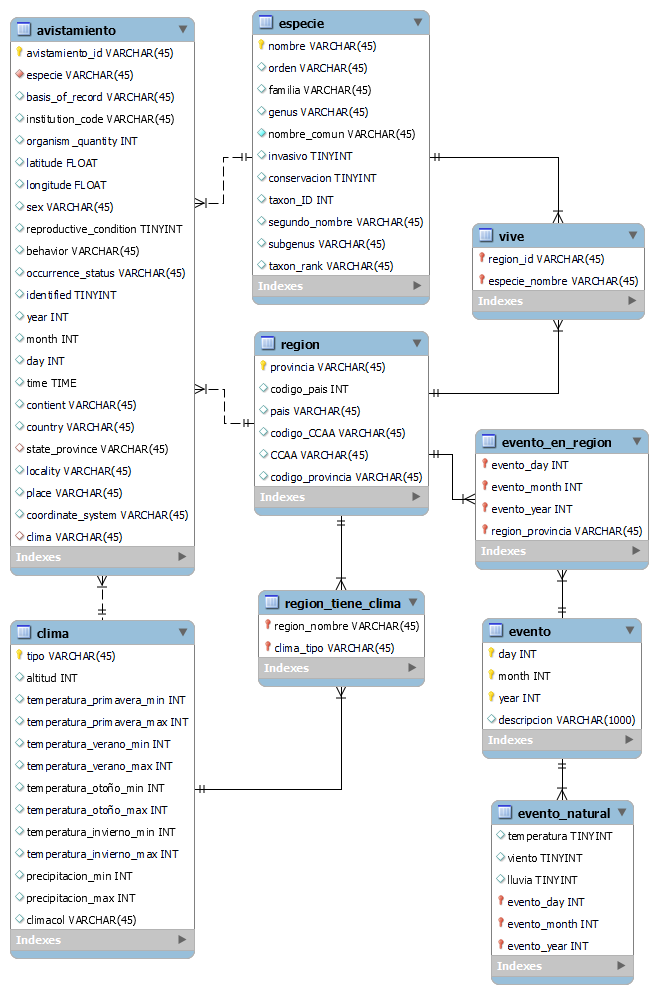 avistamiento
avistamiento_id VARCHAR(45)
especie VARCHAR(45)
basis_of_record VARCHAR(45)
institution_code VARCHAR(45)
organism_quantity INT
latitude FLOAT
longitude FLOAT
sex VARCHAR(45)
reproductive_condition TINYINT
behavior VARCHAR(45)
occurrence_status VARCHAR(45)
identified TINYINT
year INT
month INT
day INT
time TIME
contient VARCHAR(45)
country VARCHAR(45)
state_province VARCHAR(45)
locality VARCHAR(45)
place VARCHAR(45)
coordinate_system VARCHAR(45)
clima VARCHAR(45)
Indexes
especie
nombre VARCHAR(45)
orden VARCHAR(45)
familia VARCHAR(45)
genus VARCHAR(45)
nombre_comun VARCHAR(45)
invasivo TINYINT
conservacion TINYINT
taxon_ID INT
segundo_nombre VARCHAR(45)
subgenus VARCHAR(45)
taxon_rank VARCHAR(45)
Indexes
vive
region_id VARCHAR(45)
especie_nombre VARCHAR(45)
Indexes
region
provincia VARCHAR(45)
codigo_pais INT
pais VARCHAR(45)
codigo_CCAA VARCHAR(45)
CCAA VARCHAR(45)
codigo_provincia VARCHAR(45)
Indexes
evento_en_region
evento_day INT
evento_month INT
evento_year INT
region_provincia VARCHAR(45)
Indexes
region_tiene_clima
region_nombre VARCHAR(45)
clima_tipo VARCHAR(45)
Indexes
clima
tipo VARCHAR(45)
altitud INT
temperatura_primavera_min INT
temperatura_primavera_max INT
temperatura_verano_min INT
temperatura_verano_max INT
temperatura_otoño_min INT
temperatura_otoño_max INT
temperatura_invierno_min INT
temperatura_invierno_max INT
precipitacion_min INT
precipitacion_max INT
climacol VARCHAR(45)
Indexes
evento
day INT
month INT
year INT
descripcion VARCHAR(1000)
Indexes
evento_natural
temperatura TINYINT
viento TINYINT
lluvia TINYINT
evento_day INT
evento_month INT
evento_year INT
Indexes